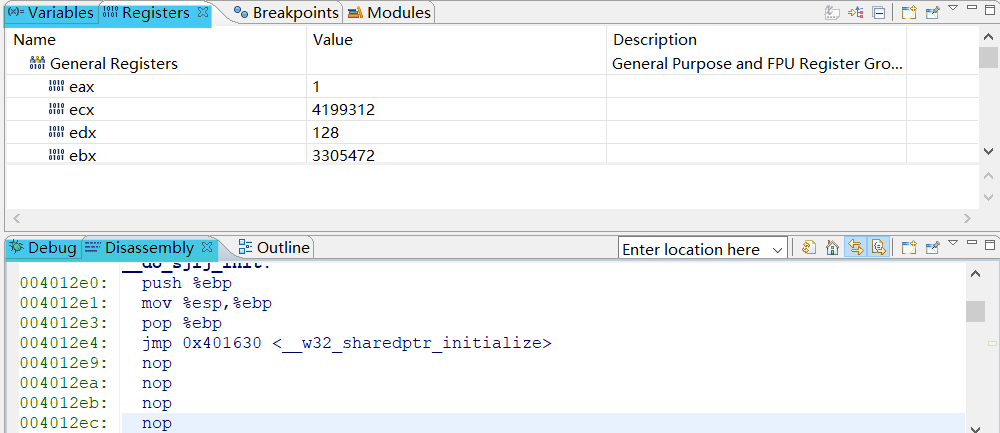 Variables Registers Breakpoints Modules
Name Value Description
General Registers General Purpose and FPU Register Gro...
eax 1
ecx 4199312
edx 128
ebx 3305472
Debug Disassembly Outline Enter location here
__do_sjlj_init:
004012e0: push %ebp
004012e1: mov %esp,%ebp
004012e3: pop %ebp
004012e4: jmp 0x401630 <__w32_sharedptr_initialize>
004012e9: nop
004012ea: nop
004012eb: nop
004012ec: nop